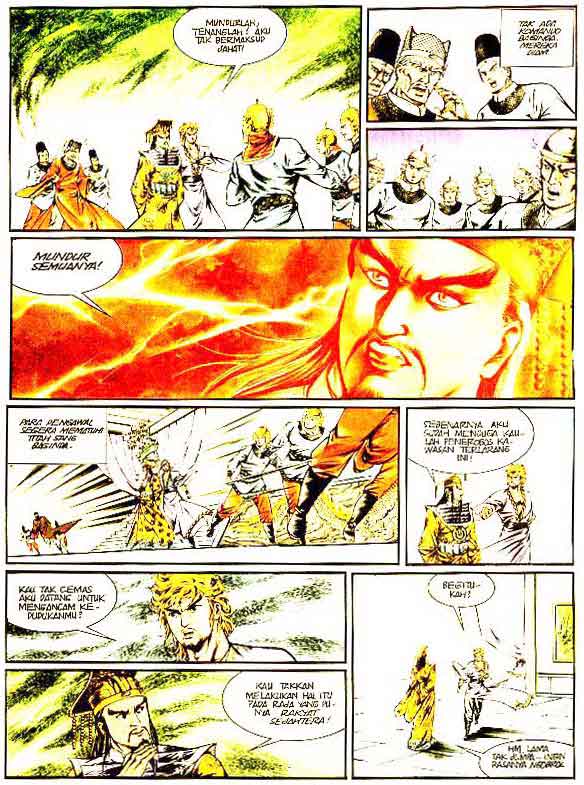 MUNDURLAH,
TENANGLAH! AKU
TAK BERMAKSUD
JAHAT!
TAK ADA
KOMANDO
BAGINDA.
MEREKA
DIAM.
MUNDUR
SEMUANYA!
PARA PENGAWAL
SEGERA MEMATUHI
TITAH SANG
BAGINDA.
SEBENARNYA AKU
SUDAH MENDUGA KAU-
LAH PENEROBOS KA-
WASAN TERLARANG
INI!
KAU TAK CEMAS
AKU DATANG UNTUK
MENGANCAM KE-
DUDUKANMU?
BEGITU-
KAH?
KAU TAKKAN
MELAKUKAN HAL ITU
PADA RAJA YANG PU-
NYA RAKYAT
SEJAHTERA!
HM, LAMA
TAK JUMPA-
RASANYA NGOBROL